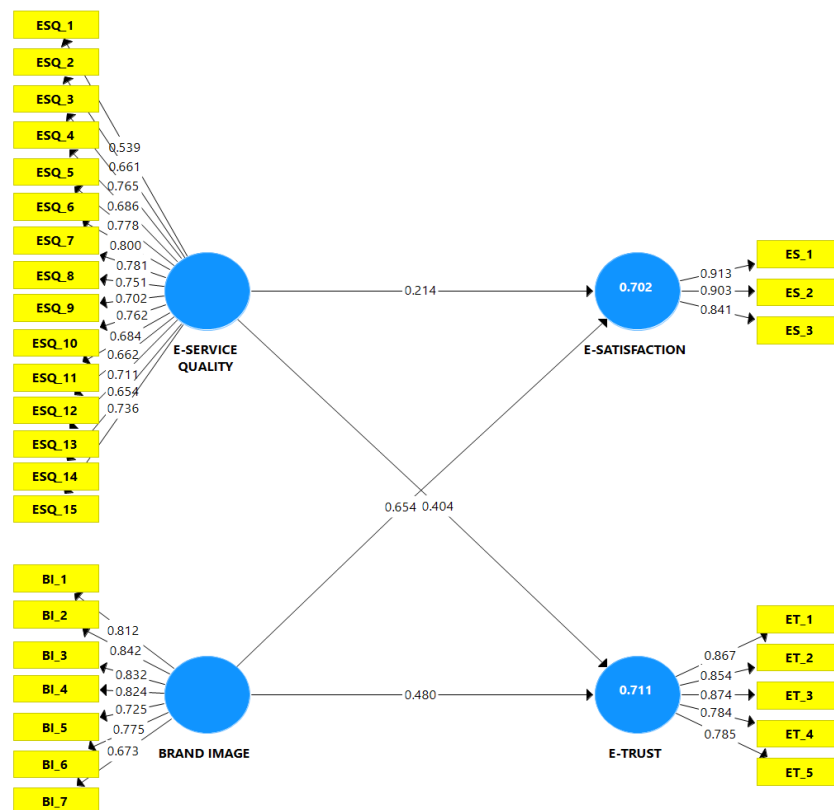 ESQ_1
ESQ_2
ESQ_3
ESQ_4
ESQ_5
ESQ_6
ESQ_7
ESQ_8
ESQ_9
ESQ_10
ESQ_11
ESQ_12
ESQ_13
ESQ_14
ESQ_15
0.539
0.661
0.765
0.686
0.778
0.800
0.781
0.751
0.702
0.762
0.684
0.662
0.711
0.654
0.736
E-SERVICE
QUALITY
0.214
0.702
E-SATISFACTION
0.913
0.903
0.841
ES_1
ES_2
ES_3
0.654 0.404
BI_1
BI_2
BI_3
BI_4
BI_5
BI_6
BI_7
0.812
0.842
0.832
0.824
0.725
0.775
0.673
BRAND IMAGE
0.480
0.711
E-TRUST
0.867
0.854
0.874
0.784
0.785
ET_1
ET_2
ET_3
ET_4
ET_5